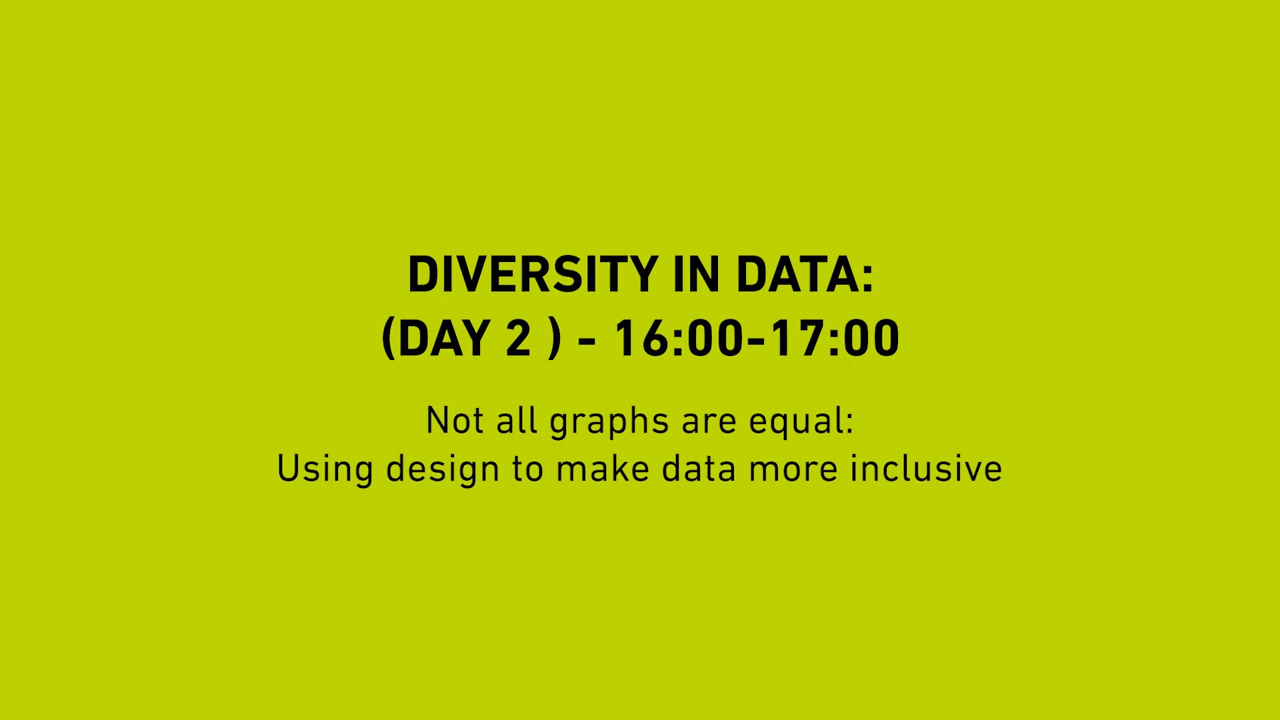 DIVERSITY IN DATA:
(DAY 2 ) - 16:00-17:00
Not all graphs are equal:
Using design to make data more inclusive